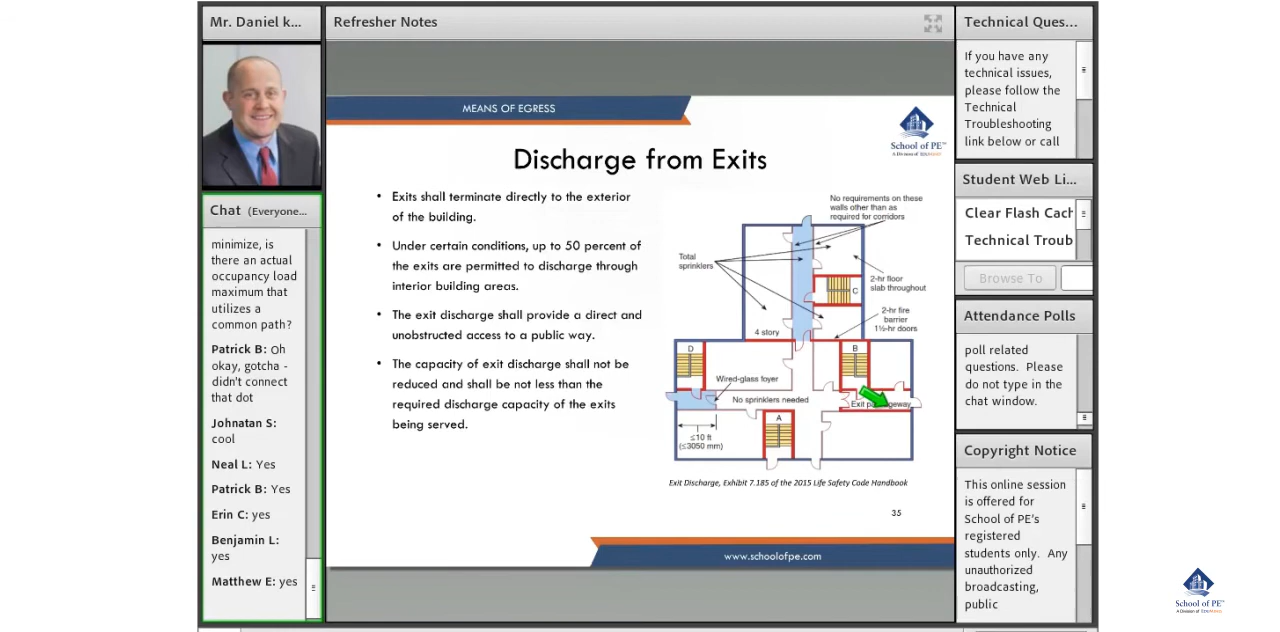 Mr. Daniel k...
Refresher Notes
Technical Ques...
If you have any
technical issues,
please follow the
Technical
Troubleshooting
link below or call
MEANS OF EGRESS
School of PE™
A Division of
Discharge from Exits
• Exits shall terminate directly to the exterior
of the building.
• Under certain conditions, up to 50 percent of
the exits are permitted to discharge through
interior building areas.
• The exit discharge shall provide a direct and
unobstructed access to a public way.
• The capacity of exit discharge shall not be
reduced and shall be not less than the
required discharge capacity of the exits
being served.
No requirements on these
walls other than as
required for corridors
Total
sprinklers
C
2-hr floor
slab throughout
2-hr fire
barrier
1½-hr doors
4 story
D
B
Wired-glass foyer
No sprinklers needed
Exit
A
≤10 ft
(≤3050 mm)
Exit Discharge, Exhibit 7.185 of the 2015 Life Safety Code Handbook
35
www.schoolofpe.com
Chat (Everyone...
minimize, is
there an actual
occupancy load
maximum that
utilizes a
common path?
Patrick B: Oh
okay, gotcha -
didn't connect
that dot
Johnatan S:
cool
Neal L: Yes
Patrick B: Yes
Erin C: yes
Benjamin L:
yes
Matthew E: yes
Student Web Li...
Clear Flash Cach
Technical Troub
Browse To
Attendance Polls
poll related
questions. Please
do not type in the
chat window.
Copyright Notice
This online session
is offered for
School of PE's
registered
students only. Any
unauthorized
broadcasting,
public
School of PE™
A Division of